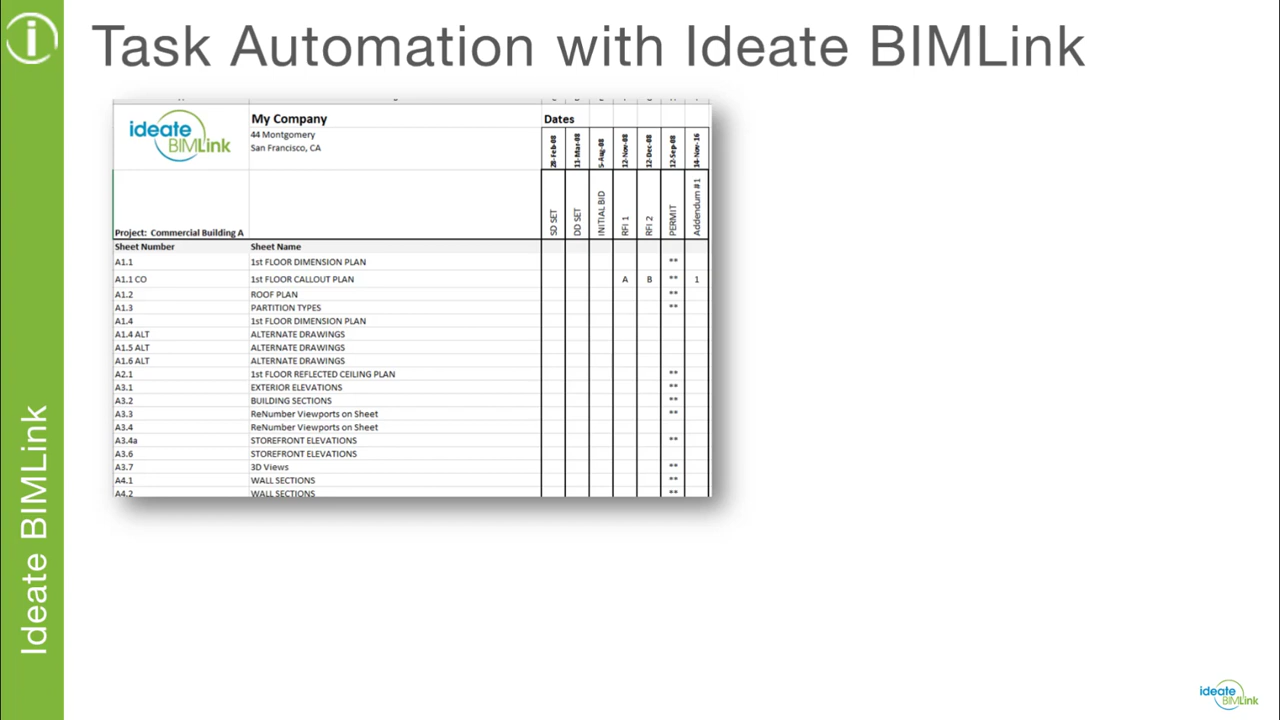 Task Automation with Ideate BIMLink
ideate
BIMLink
My Company
44 Montgomery
San Francisco, CA
Dates
28-Feb-08
11-Mar-08
5-Aug-08
12-Nov-08
12-Dec-08
12-Sep-08
14-Nov-16
Project: Commercial Building A
SD SET
DD SET
INITIAL BID
RFI 1
RFI 2
PERMIT
Addendum #1
Sheet Number Sheet Name
A1.1 1st FLOOR DIMENSION PLAN **
A1.1 CO 1st FLOOR CALLOUT PLAN A B ** 1
A1.2 ROOF PLAN **
A1.3 PARTITION TYPES **
A1.4 1st FLOOR DIMENSION PLAN
A1.4 ALT ALTERNATE DRAWINGS
A1.5 ALT ALTERNATE DRAWINGS
A1.6 ALT ALTERNATE DRAWINGS
A2.1 1st FLOOR REFLECTED CEILING PLAN **
A3.1 EXTERIOR ELEVATIONS **
A3.2 BUILDING SECTIONS **
A3.3 ReNumber Viewports on Sheet **
A3.4 ReNumber Viewports on Sheet
A3.4a STOREFRONT ELEVATIONS **
A3.6 STOREFRONT ELEVATIONS
A3.7 3D Views **
A4.1 WALL SECTIONS **
A4.2 WALL SECTIONS **
Ideate BIMLink
ideate
BIMLink